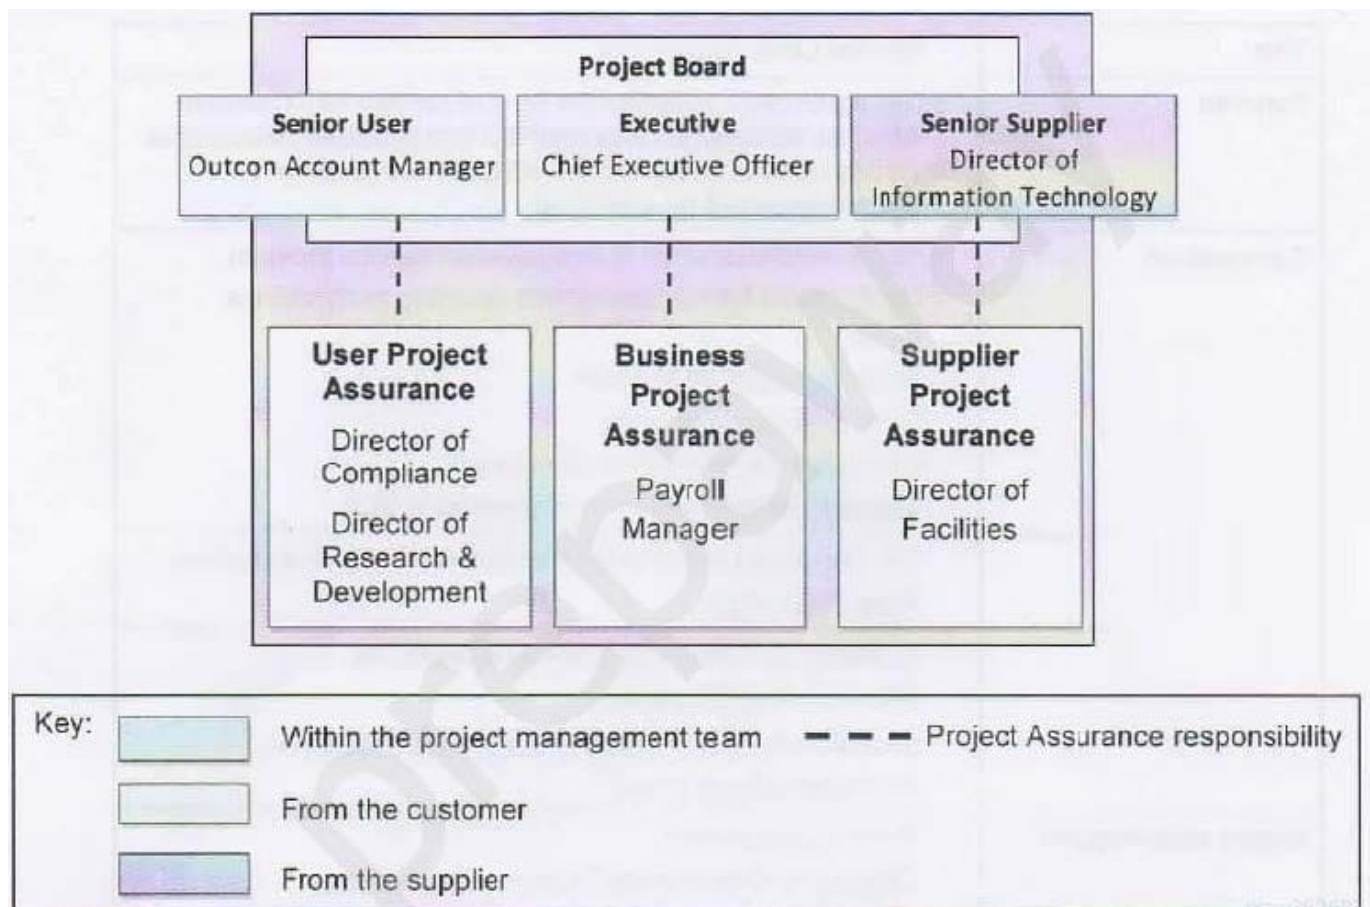 Project Board
Senior User
Outcon Account Manager
Executive
Chief Executive Officer
Senior Supplier
Director of
Information Technology
User Project
Assurance
Director of
Compliance
Director of
Research &
Development
Business
Project
Assurance
Payroll
Manager
Supplier
Project
Assurance
Director of
Facilities
Key:
Within the project management team
Project Assurance responsibility
From the customer
From the supplier
prepaway